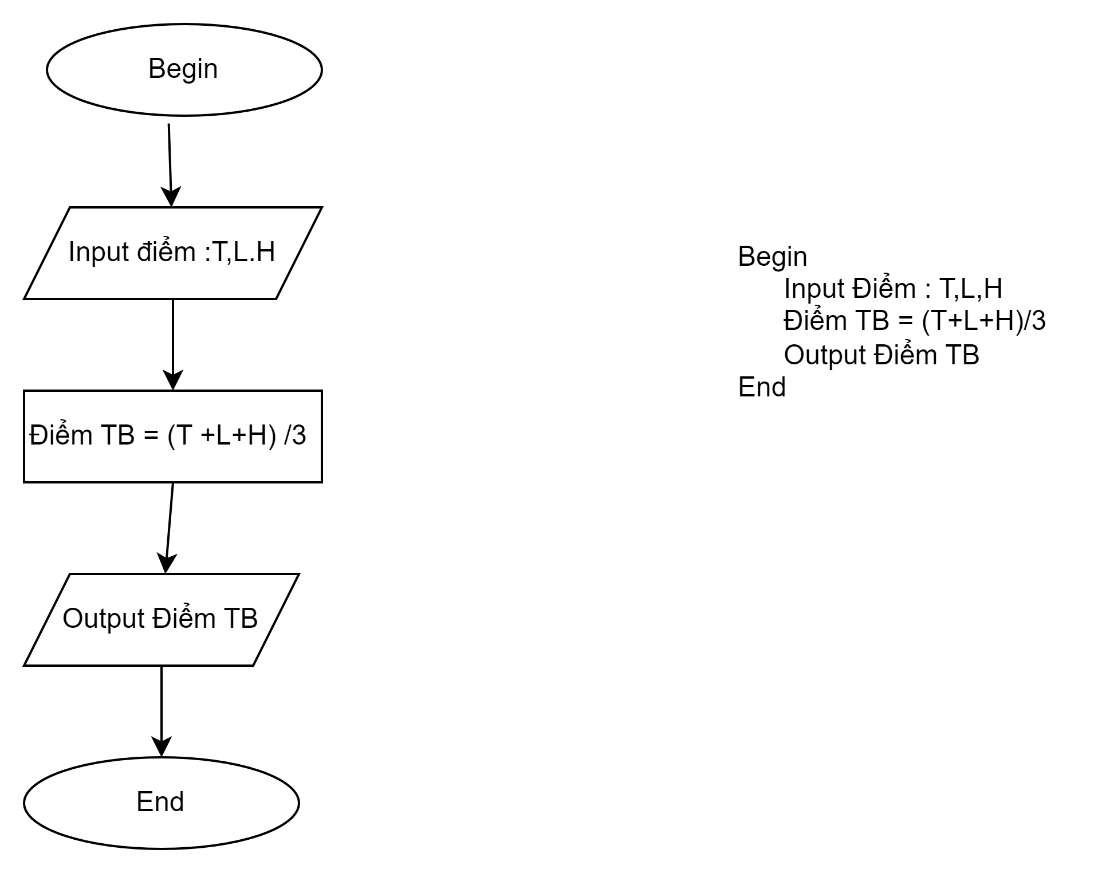 Begin
Input điểm :T,L.H
Điểm TB = (T +L+H) /3
Output Điểm TB
End
Begin
Input Điểm : T,L,H
Điểm TB = (T+L+H)/3
Output Điểm TB
End